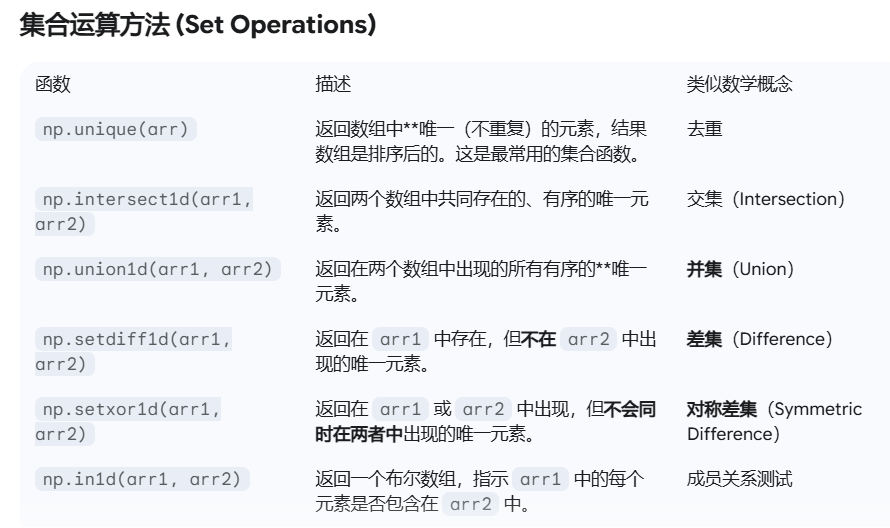 集合运算方法 (Set Operations)
函数 描述 类似数学概念
np.unique(arr) 返回数组中**唯一（不重复）的元素，结果 去重
数组是排序后的。这是最常用的集合函数。
np.intersect1d(arr1, 返回两个数组中共同存在的、有序的唯一元 交集（Intersection）
arr2) 素。
np.union1d(arr1, arr2) 返回在两个数组中出现的所有有序的**唯一 并集（Union）
元素。
np.setdiff1d(arr1, 返回在 arr1 中存在，但不在 arr2 中出 差集（Difference）
arr2) 现的唯一元素。
np.setxor1d(arr1, 返回在 arr1 或 arr2 中出现，但不会同 对称差集（Symmetric
arr2) 时在两者中出现的唯一元素。 Difference）
np.in1d(arr1, arr2) 返回一个布尔数组，指示 arr1 中的每个 成员关系测试
元素是否包含在 arr2 中。